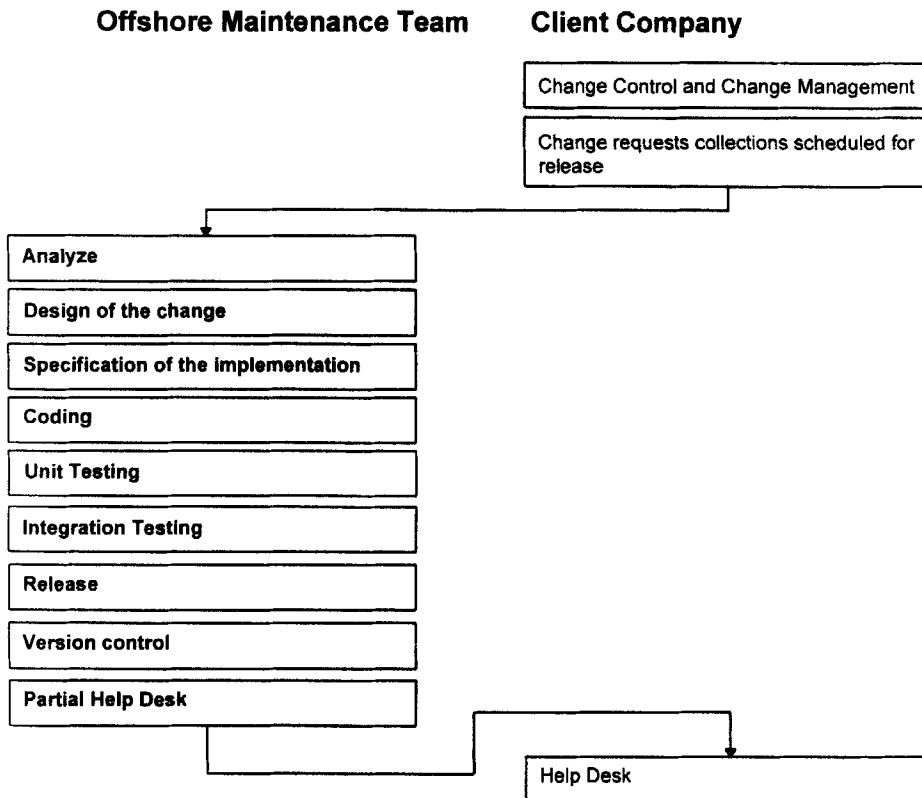 Offshore Maintenance Team Client Company
Change Control and Change Management
Change requests collections scheduled for
release
Analyze
Design of the change
Specification of the implementation
Coding
Unit Testing
Integration Testing
Release
Version control
Partial Help Desk
Help Desk